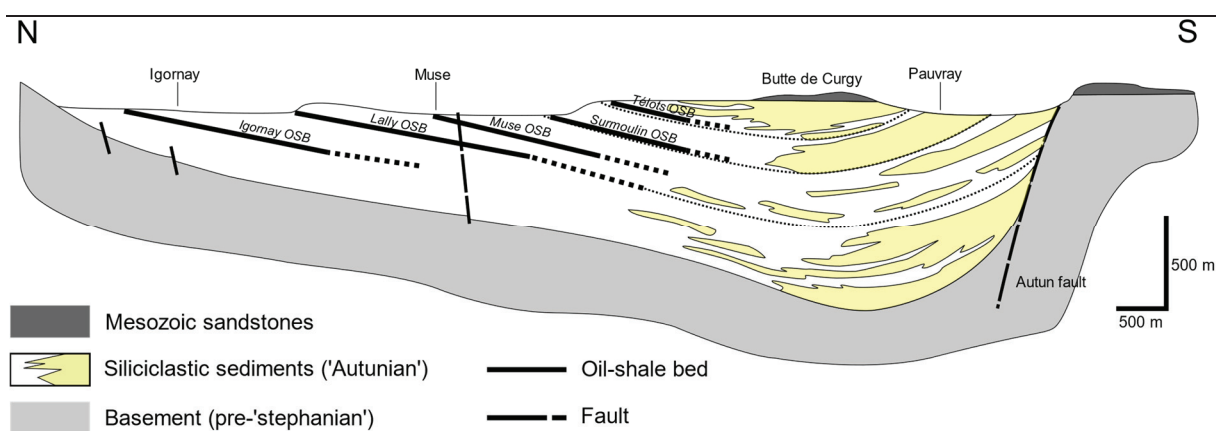 N
S
Igornay
Muse
Butte de Curgy
Pauvray
Télots OSB
Igornay OSB
Lally OSB
Muse OSB
Surmoulin OSB
Autun fault
500 m
500 m
Mesozoic sandstones
Siliciclastic sediments ('Autunian')
Oil-shale bed
Basement (pre-'stephanian')
Fault